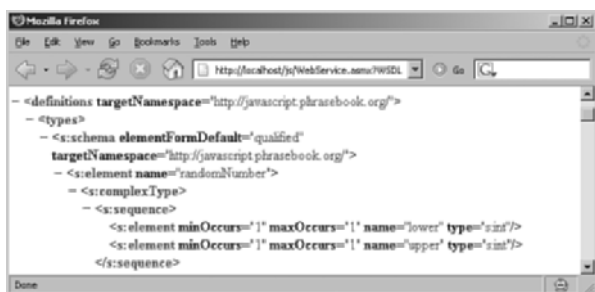 Mozilla Firefox
File Edit View Go Bookmarks Tools Help
http://localhost/js/WebService.asmx?WSDL Go
− <definitions targetNamespace="http://javascript.phrasebook.org/">
− <types>
− <s:schema elementFormDefault="qualified"
targetNamespace="http://javascript.phrasebook.org/">
− <s:element name="randomNumber">
− <s:complexType>
− <s:sequence>
<s:element minOccurs="1" maxOccurs="1" name="lower" type="s:int"/>
<s:element minOccurs="1" maxOccurs="1" name="upper" type="s:int"/>
</s:sequence>
Done